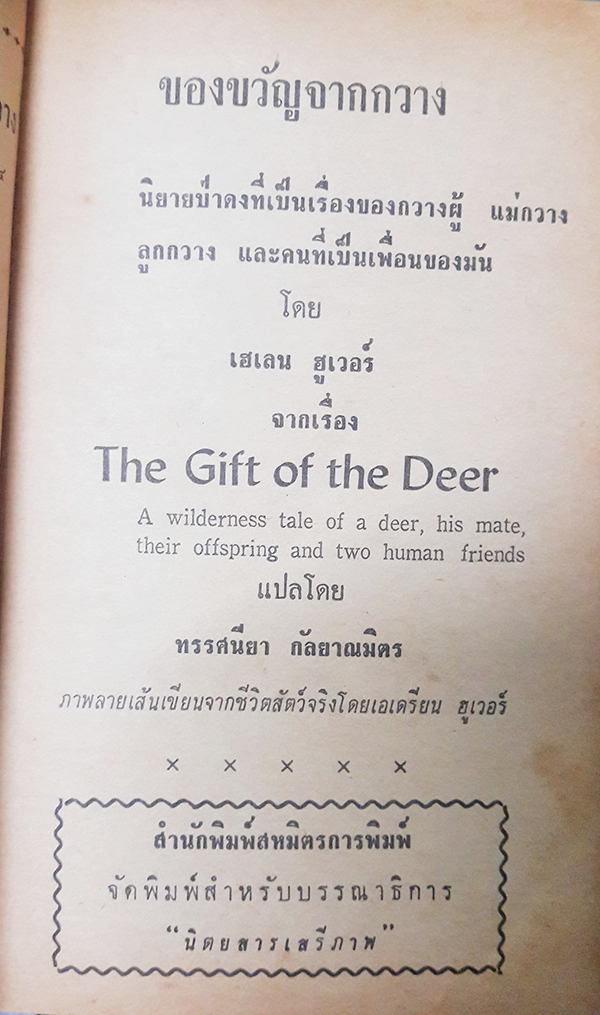 ของขวัญจากกวาง
นิยายป่าดงที่เป็นเรื่องของกวางผู้ แม่กวาง
ลูกกวาง และคนที่เป็นเพื่อนของมัน
โดย
เฮเลน ฮูเวอร์
จากเรื่อง
The Gift of the Deer
A wilderness tale of a deer, his mate,
their offspring and two human friends
แปลโดย
ทรรศนียา กัลยาณมิตร
ภาพลายเส้นเขียนจากชีวิตสัตว์จริงโดยเอเดรียน ฮูเวอร์
× × × × ×
สำนักพิมพ์สหมิตรการพิมพ์
จัดพิมพ์สำหรับบรรณาธิการ
“นิตยสารเสรีภาพ”